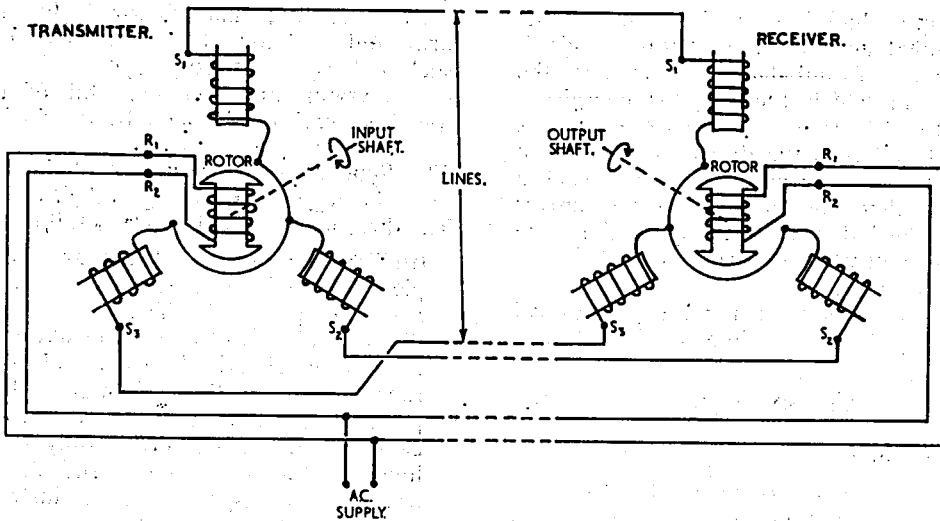 TRANSMITTER.
RECEIVER.
S₁
S₁
INPUT
SHAFT.
OUTPUT
SHAFT.
R₁
ROTOR
ROTOR
R₁
R₂
LINES.
R₂
S₃
S₂
S₃
S₂
A.C.
SUPPLY.